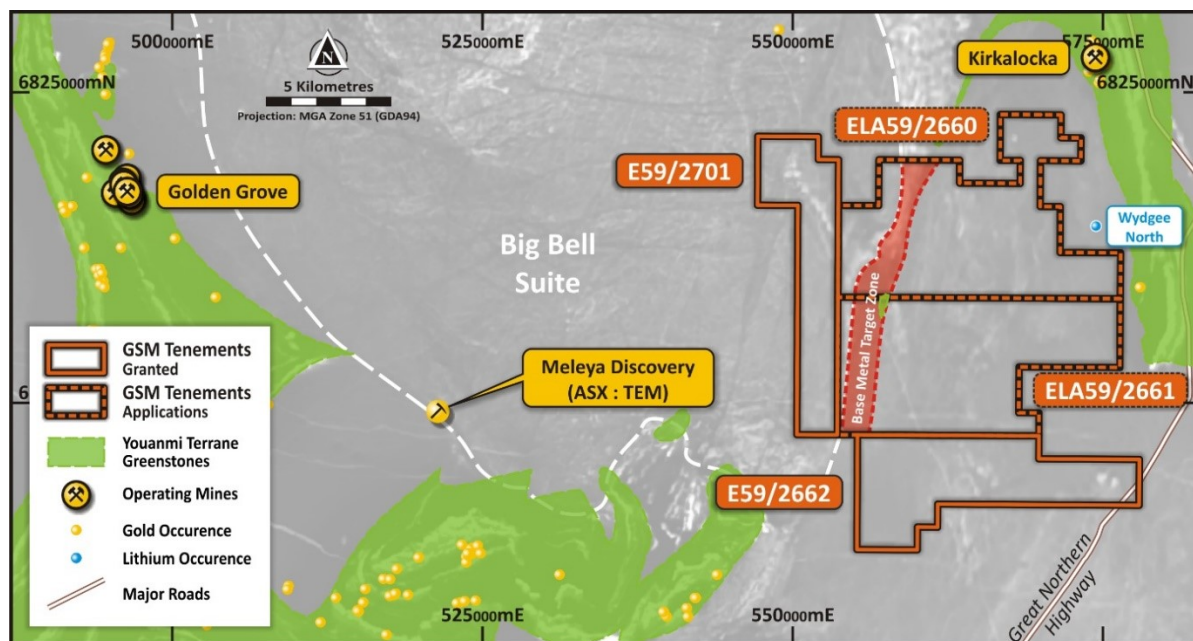 500000mE
525000mE
550000mE
575000mE
N
5 Kilometres
Projection: MGA Zone 51 (GDA94)
6825000mN
6825000mN
Kirkalocka
ELA59/2660
E59/2701
Golden Grove
Wydgee
North
Big Bell
Suite
Base Metal Target Zone
Meleya Discovery
(ASX : TEM)
ELA59/2661
E59/2662
GSM Tenements
Granted
GSM Tenements
Applications
Youanmi Terrane
Greenstones
Operating Mines
Gold Occurence
Lithium Occurence
Major Roads
Great Northern
Highway
525000mE
550000mE